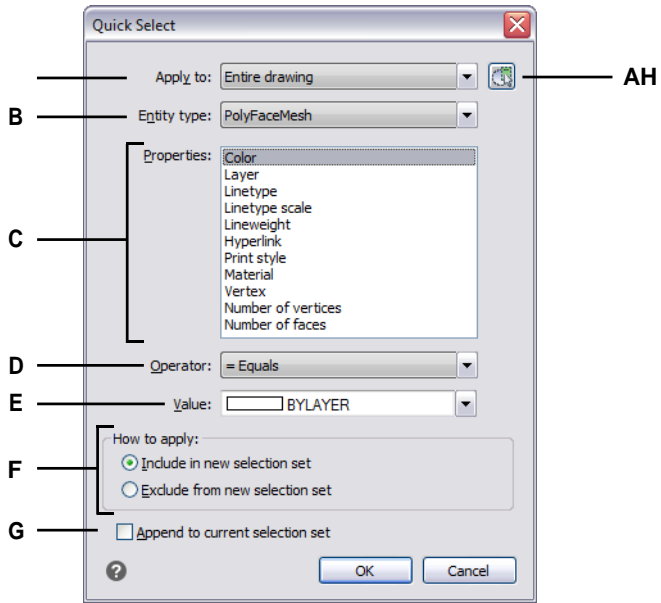 Quick Select
Apply to: Entire drawing AH
B Entity type: PolyFaceMesh
C Properties: Color
Layer
Linetype
Linetype scale
Lineweight
Hyperlink
Print style
Material
Vertex
Number of vertices
Number of faces
D Operator: = Equals
E Value: BYLAYER
How to apply:
F Include in new selection set
Exclude from new selection set
G Append to current selection set
? OK Cancel